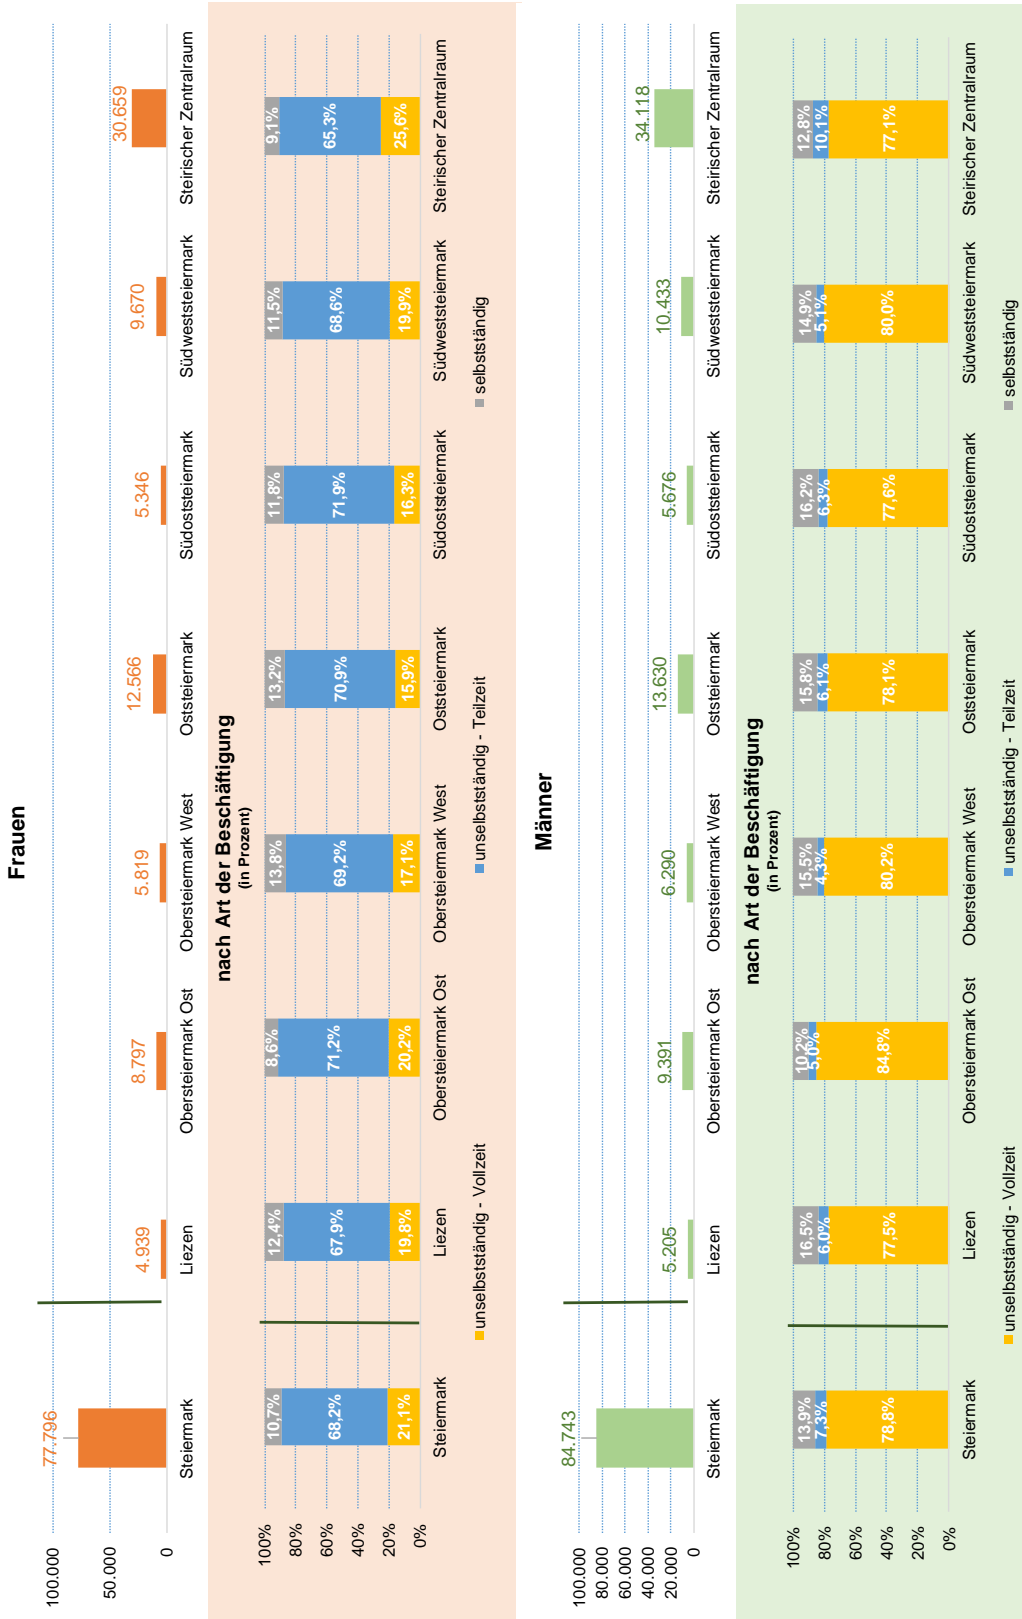 Frauen
100.000
50.000
0
77.796
4.939
8.797
5.819
12.566
5.346
9.670
30.659
Steiermark
Liezen
Obersteiermark Ost
Obersteiermark West
Oststeiermark
Südoststeiermark
Südweststeiermark
Steirischer Zentralraum
nach Art der Beschäftigung
(in Prozent)
100%
80%
60%
40%
20%
0%
10,7%
12,4%
8,6%
13,8%
13,2%
11,8%
11,5%
9,1%
68,2%
67,9%
71,2%
69,2%
70,9%
71,9%
68,6%
65,3%
21,1%
19,8%
20,2%
17,1%
15,9%
16,3%
19,9%
25,6%
Steiermark
Liezen
Obersteiermark Ost
Obersteiermark West
Oststeiermark
Südoststeiermark
Südweststeiermark
Steirischer Zentralraum
unselbstständig - Vollzeit
unselbstständig - Teilzeit
selbstständig
Männer
100.000
80.000
60.000
40.000
20.000
0
84.743
5.205
9.391
6.290
13.630
5.676
10.433
34.118
Steiermark
Liezen
Obersteiermark Ost
Obersteiermark West
Oststeiermark
Südoststeiermark
Südweststeiermark
Steirischer Zentralraum
nach Art der Beschäftigung
(in Prozent)
100%
80%
60%
40%
20%
0%
13,9%
16,5%
10,2%
15,5%
15,8%
16,2%
14,9%
12,8%
7,3%
6,0%
5,0%
4,3%
6,1%
6,3%
5,1%
10,1%
78,8%
77,5%
84,8%
80,2%
78,1%
77,6%
80,0%
77,1%
Steiermark
Liezen
Obersteiermark Ost
Obersteiermark West
Oststeiermark
Südoststeiermark
Südweststeiermark
Steirischer Zentralraum
unselbstständig - Vollzeit
unselbstständig - Teilzeit
selbstständig